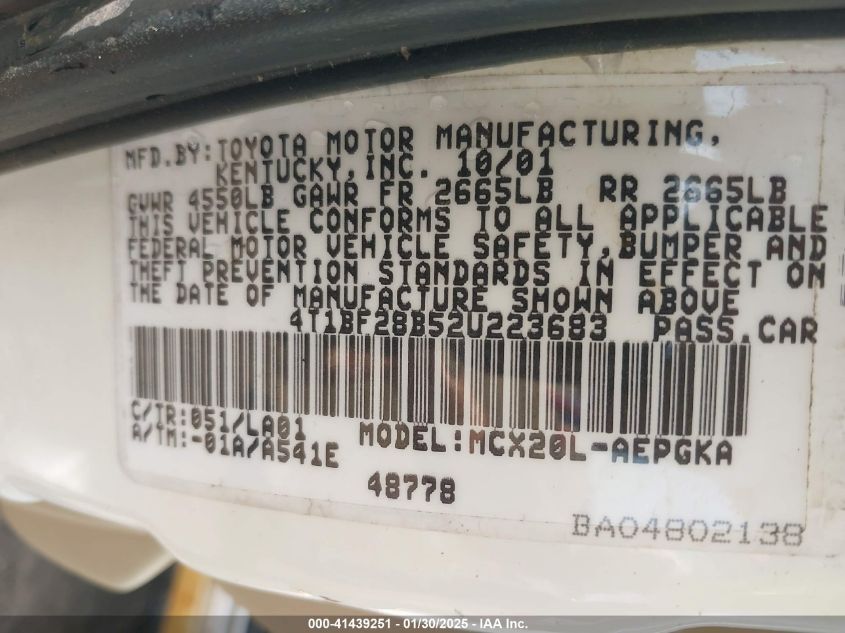 MFD.BY:TOYOTA MOTOR MANUFACTURING,
KENTUCKY,INC. 10/01
GVWR 4550LB GAWR FR 2665LB RR 2665LB
THIS VEHICLE CONFORMS TO ALL APPLICABLE
FEDERAL MOTOR VEHICLE SAFETY,BUMPER AND
THEFT PREVENTION STANDARDS IN EFFECT ON
THE DATE OF MANUFACTURE SHOWN ABOVE
4T1BF28B52U223683 PASS.CAR
C/TR:051/LA01
A/TM:-01A/A541E MODEL:MCX20L-AEPGKA
48778
BA04802138
000-41439251 - 01/30/2025 - IAA Inc.